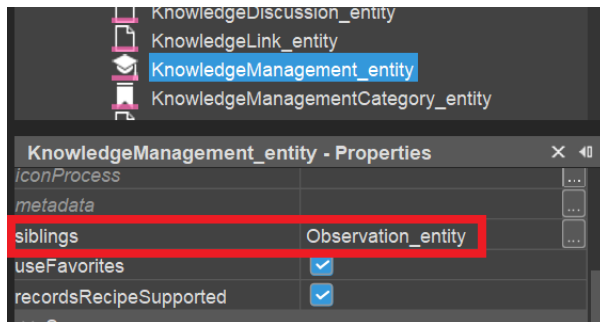 KnowledgeDiscussion_entity
KnowledgeLink_entity
KnowledgeManagement_entity
KnowledgeManagementCategory_entity
KnowledgeManagement_entity - Properties
iconProcess
...
metadata
...
siblings Observation_entity ...
useFavorites
recordsRecipeSupported